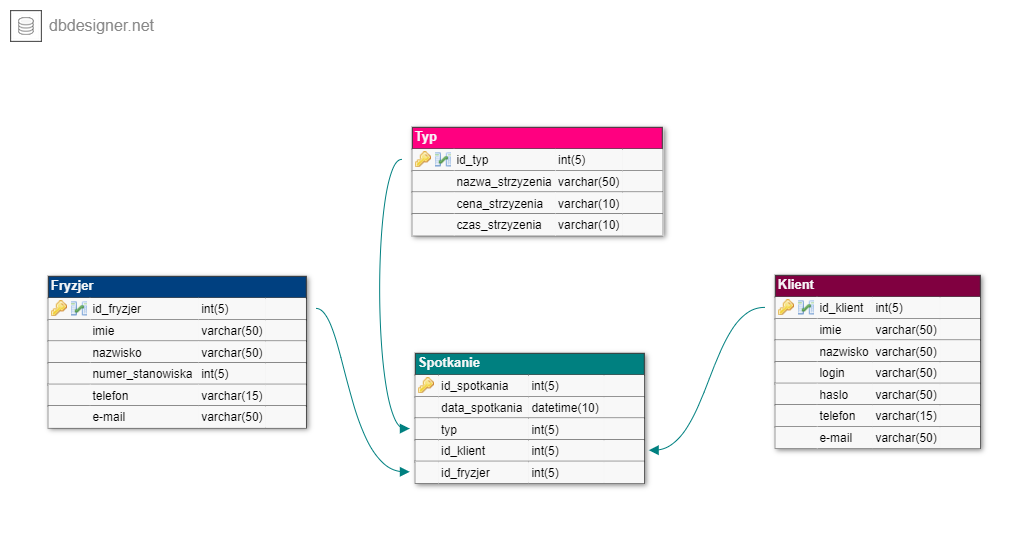 dbdesigner.net
Typ
id_typ int(5)
nazwa_strzyzenia varchar(50)
cena_strzyzenia varchar(10)
czas_strzyzenia varchar(10)
Fryzjer
id_fryzjer int(5)
imie varchar(50)
nazwisko varchar(50)
numer_stanowiska int(5)
telefon varchar(15)
e-mail varchar(50)
Klient
id_klient int(5)
imie varchar(50)
nazwisko varchar(50)
login varchar(50)
haslo varchar(50)
telefon varchar(15)
e-mail varchar(50)
Spotkanie
id_spotkania int(5)
data_spotkania datetime(10)
typ int(5)
id_klient int(5)
id_fryzjer int(5)